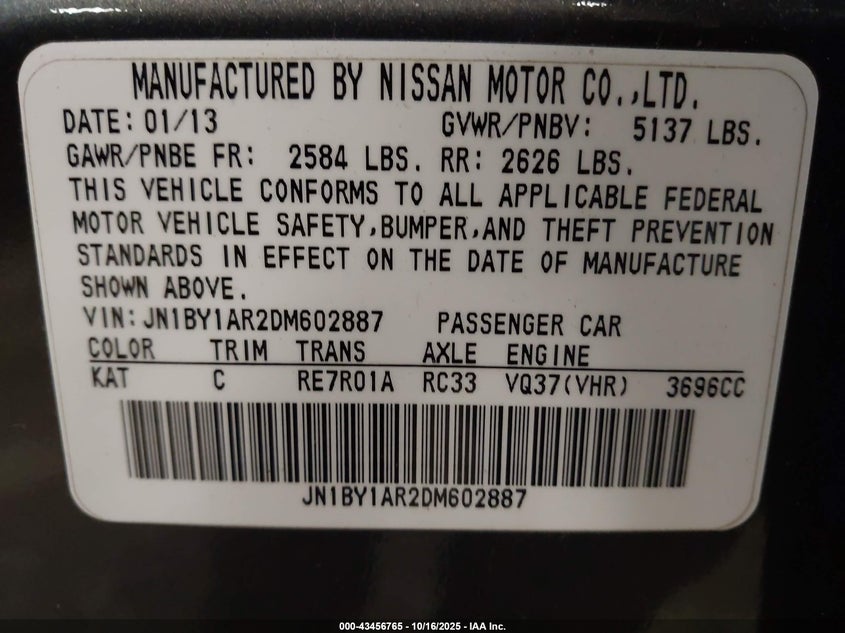 MANUFACTURED BY NISSAN MOTOR CO.,LTD.
DATE: 01/13 GVWR/PNBV: 5137 LBS.
GAWR/PNBE FR: 2584 LBS. RR: 2626 LBS.
THIS VEHICLE CONFORMS TO ALL APPLICABLE FEDERAL
MOTOR VEHICLE SAFETY,BUMPER,AND THEFT PREVENTION
STANDARDS IN EFFECT ON THE DATE OF MANUFACTURE
SHOWN ABOVE.
VIN: JN1BY1AR2DM602887 PASSENGER CAR
COLOR TRIM TRANS AXLE ENGINE
KAT C RE7R01A RC33 VQ37(VHR) 3696CC
JN1BY1AR2DM602887
000-43456765 - 10/16/2025 - IAA Inc.